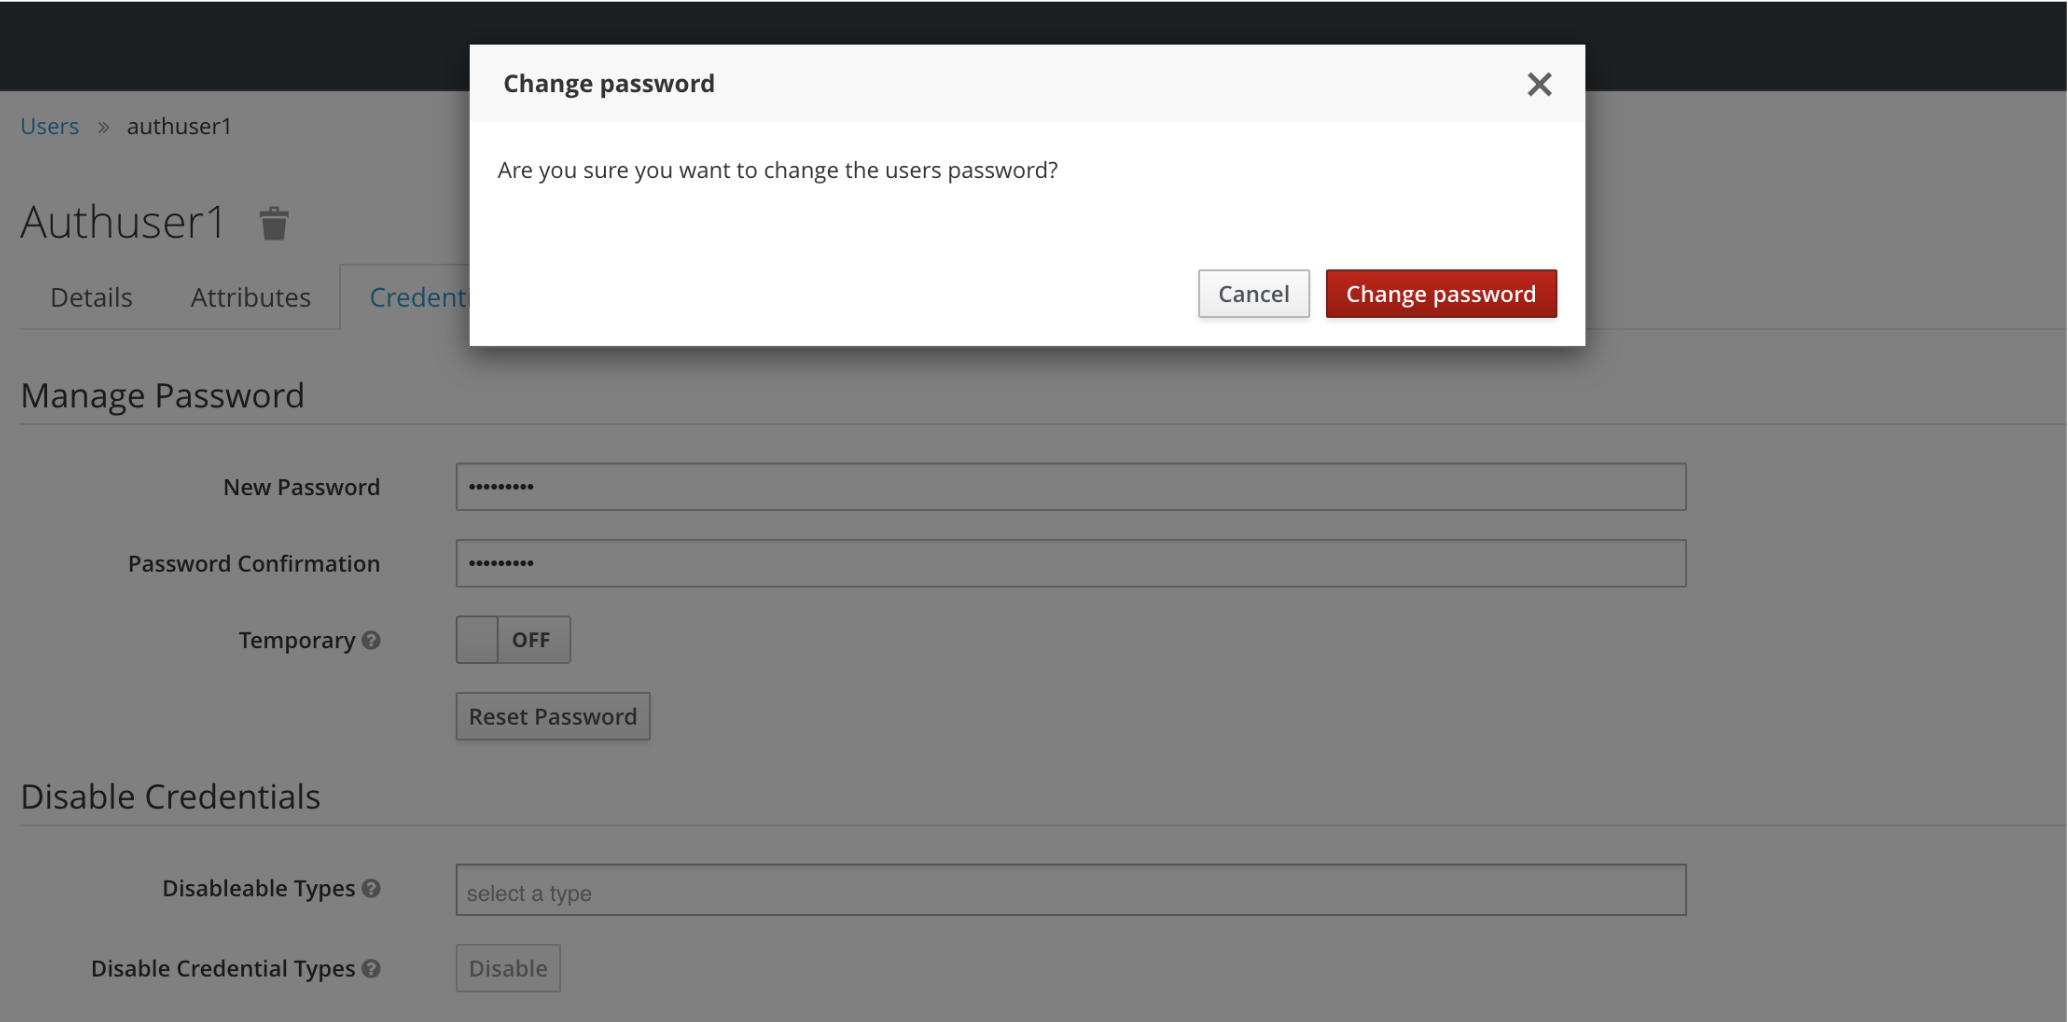 Change password
Are you sure you want to change the users password?
Cancel Change password
Users » authuser1
Authuser1
Details Attributes Credenti
Manage Password
New Password •••••••••
Password Confirmation •••••••••
Temporary ? OFF
Reset Password
Disable Credentials
Disableable Types ? select a type
Disable Credential Types ? Disable